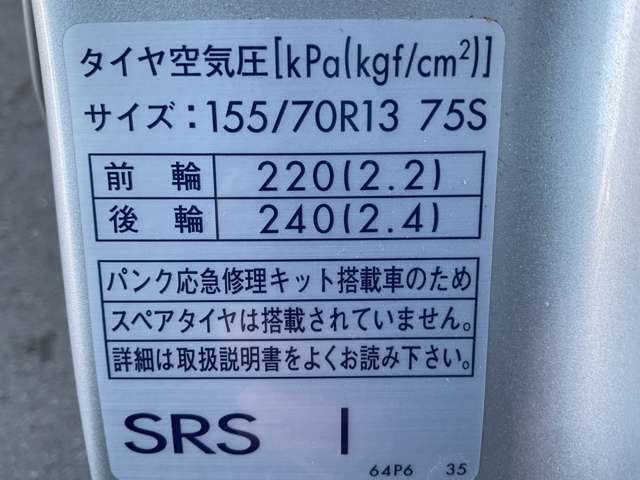 タイヤ空気圧[kPa(kgf/cm²)]
サイズ：155/70R13 75S
前 輪 220(2.2)
後 輪 240(2.4)
パンク応急修理キット搭載車のため
スペアタイヤは搭載されていません。
詳細は取扱説明書をよくお読み下さい。
SRS I
64P6 35